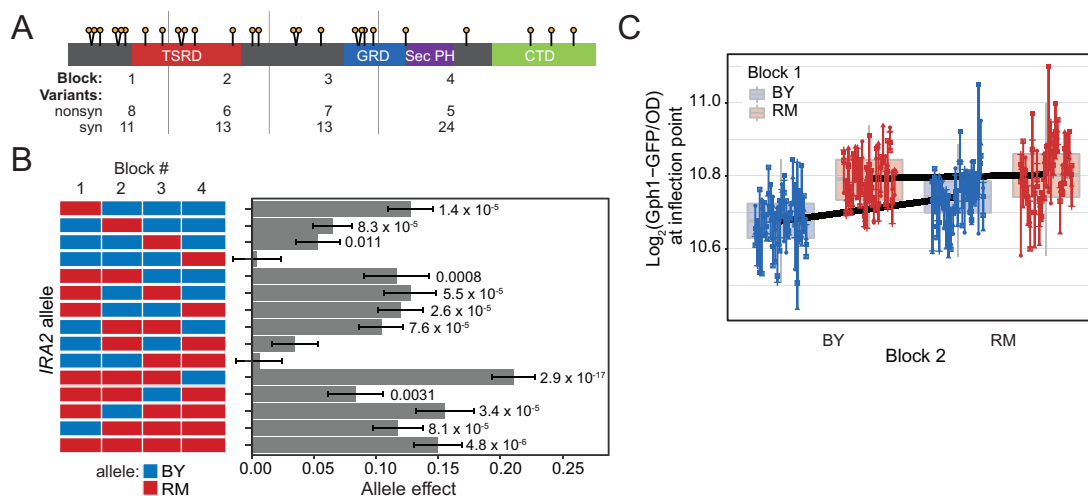 A
TSRD GRD Sec PH CTD
Block: 1 2 3 4
Variants:
nonsyn 8 6 7 5
syn 11 13 13 24
B
Block #
1 2 3 4
IRA2 allele
1.4 x 10⁻⁵
8.3 x 10⁻⁵
0.011
0.0008
5.5 x 10⁻⁵
2.6 x 10⁻⁵
7.6 x 10⁻⁵
2.9 x 10⁻¹⁷
0.0031
3.4 x 10⁻⁵
8.1 x 10⁻⁵
4.8 x 10⁻⁶
0.00 0.05 0.10 0.15 0.20 0.25
Allele effect
allele: BY
RM
C
Log₂(Gph1−GFP/OD)
at inflection point
11.0
10.8
10.6
Block 1
BY
RM
BY RM
Block 2